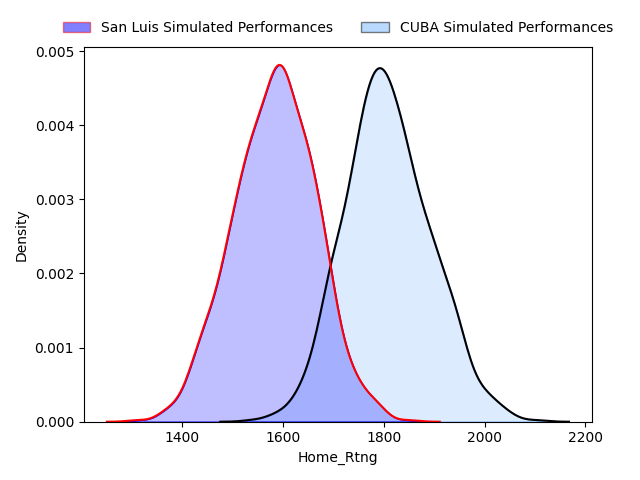 San Luis Simulated Performances CUBA Simulated Performances
0.005
0.004
0.003
0.002
0.001
0.000
Density
1400 1600 1800 2000 2200
Home_Rtng